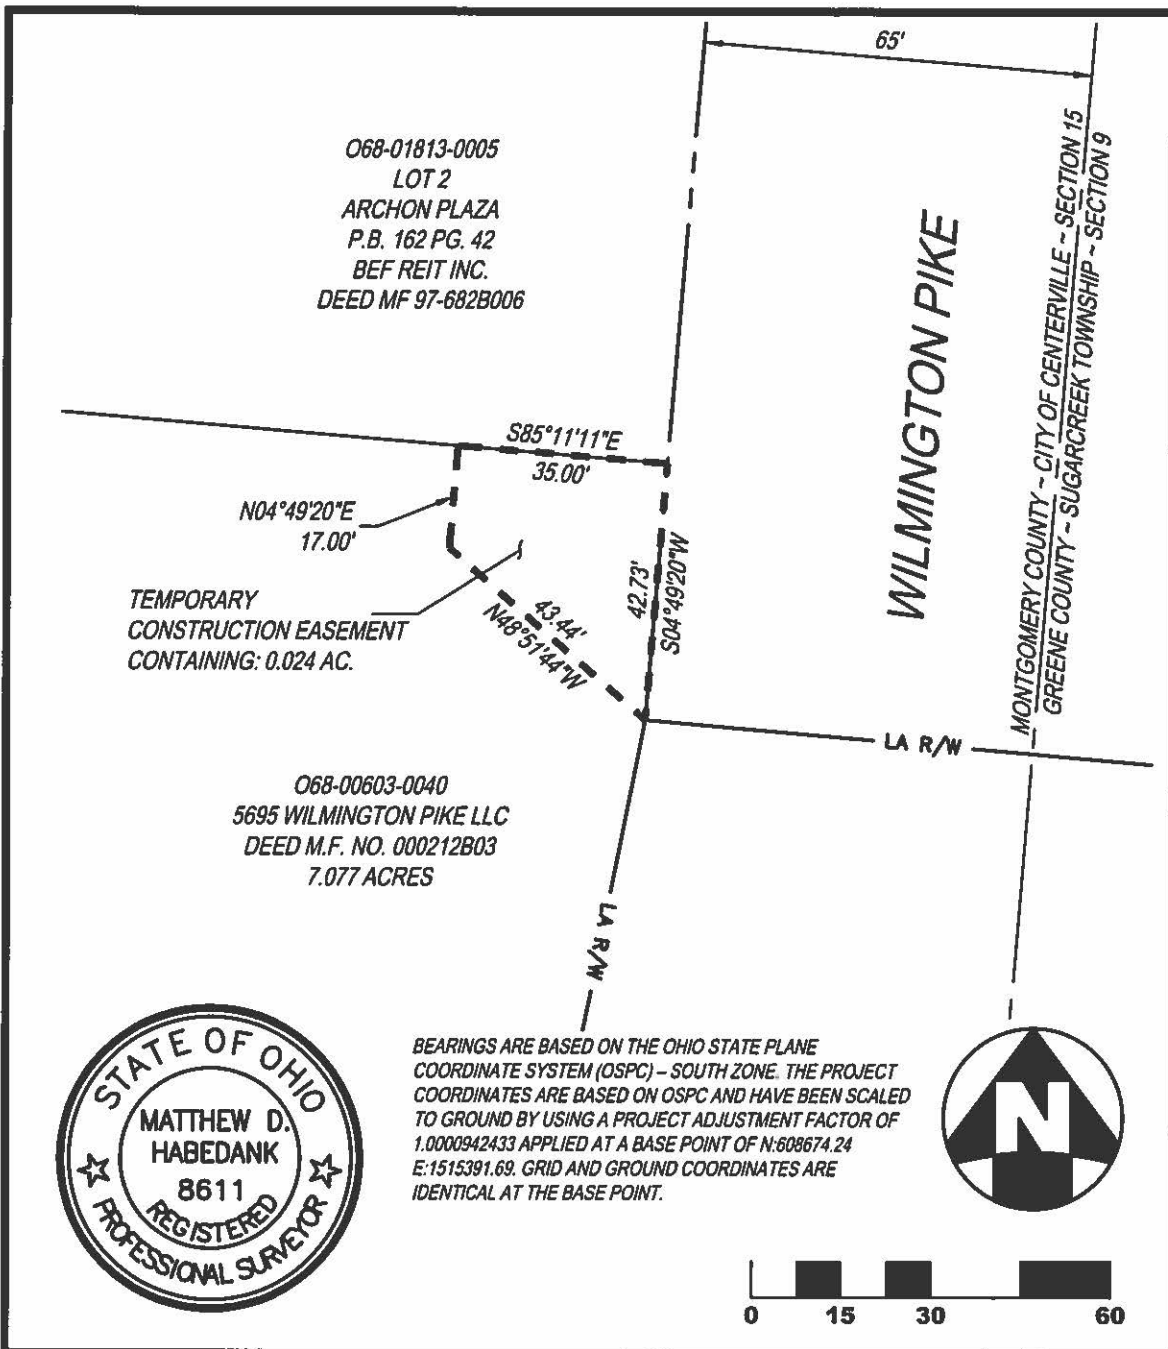 65'
O68-01813-0005
LOT 2
ARCHON PLAZA
P.B. 162 PG. 42
BEF REIT INC.
DEED MF 97-682B006
WILMINGTON PIKE
MONTGOMERY COUNTY ~ CITY OF CENTERVILLE ~ SECTION 15
GREENE COUNTY ~ SUGARCREEK TOWNSHIP ~ SECTION 9
S85°11'11"E
35.00'
N04°49'20"E
17.00'
42.73'
S04°49'20"W
43.44'
N48°51'44"W
TEMPORARY
CONSTRUCTION EASEMENT
CONTAINING: 0.024 AC.
LA R/W
O68-00603-0040
5695 WILMINGTON PIKE LLC
DEED M.F. NO. 000212B03
7.077 ACRES
LA R/W
STATE OF OHIO
MATTHEW D.
HABEDANK
8611
REGISTERED
PROFESSIONAL SURVEYOR
BEARINGS ARE BASED ON THE OHIO STATE PLANE
COORDINATE SYSTEM (OSPC) – SOUTH ZONE. THE PROJECT
COORDINATES ARE BASED ON OSPC AND HAVE BEEN SCALED
TO GROUND BY USING A PROJECT ADJUSTMENT FACTOR OF
1.0000942433 APPLIED AT A BASE POINT OF N:608674.24
E:1515391.69. GRID AND GROUND COORDINATES ARE
IDENTICAL AT THE BASE POINT.
N
0 15 30 60